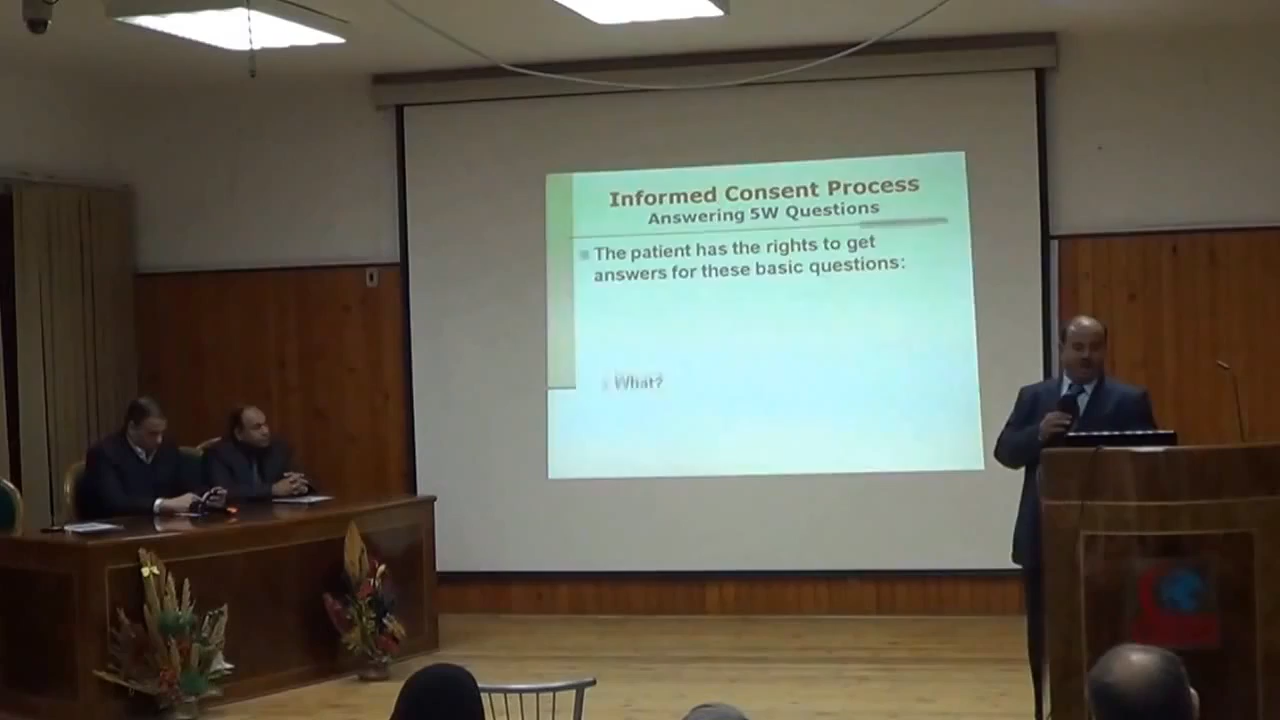 Informed Consent Process
Answering 5W Questions
The patient has the rights to get
answers for these basic questions:
What?